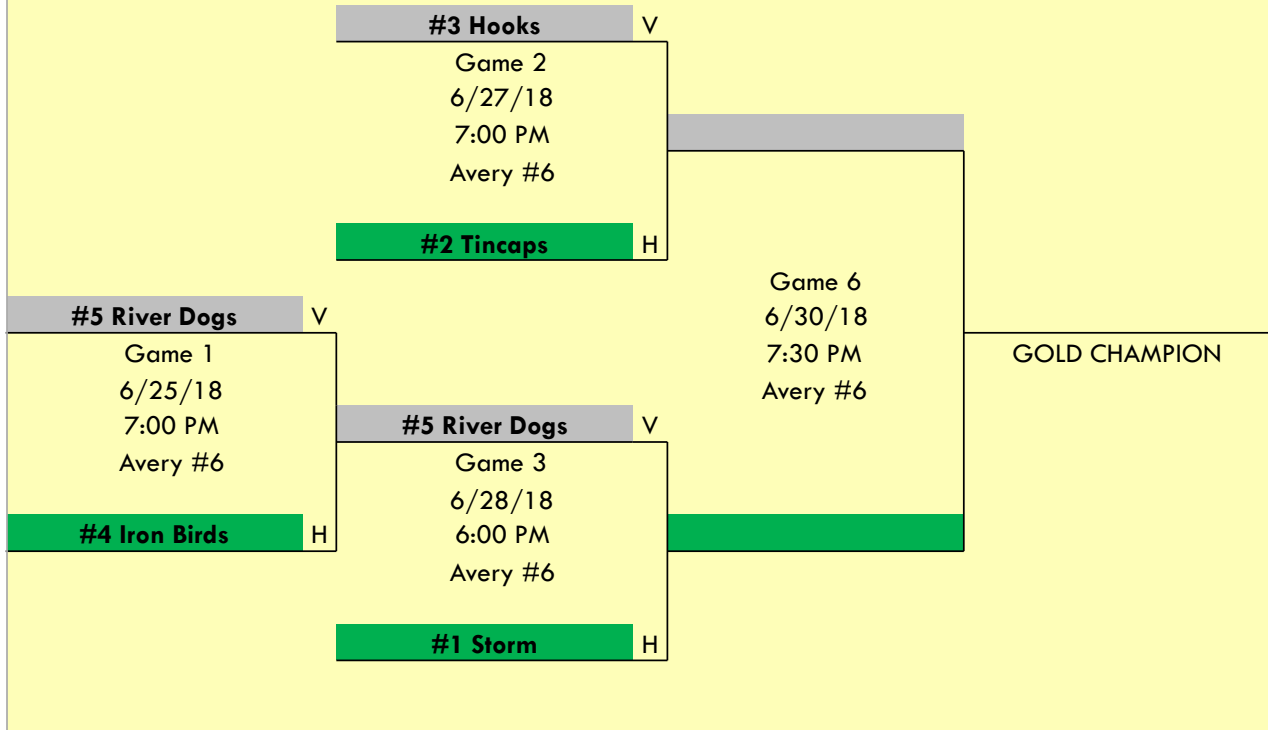 #3 Hooks V
Game 2
6/27/18
7:00 PM
Avery #6
#2 Tincaps H
#5 River Dogs V
Game 1
6/25/18
7:00 PM
Avery #6
#4 Iron Birds H
#5 River Dogs V
Game 3
6/28/18
6:00 PM
Avery #6
#1 Storm H
Game 6
6/30/18
7:30 PM
Avery #6
GOLD CHAMPION